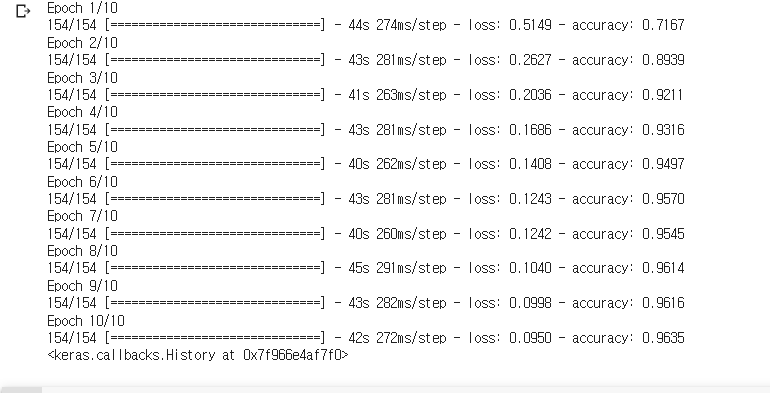 Epoch 1/10
154/154 [==============================] - 44s 274ms/step - loss: 0.5149 - accuracy: 0.7167
Epoch 2/10
154/154 [==============================] - 43s 281ms/step - loss: 0.2627 - accuracy: 0.8939
Epoch 3/10
154/154 [==============================] - 41s 263ms/step - loss: 0.2036 - accuracy: 0.9211
Epoch 4/10
154/154 [==============================] - 43s 281ms/step - loss: 0.1686 - accuracy: 0.9316
Epoch 5/10
154/154 [==============================] - 40s 262ms/step - loss: 0.1408 - accuracy: 0.9497
Epoch 6/10
154/154 [==============================] - 43s 281ms/step - loss: 0.1243 - accuracy: 0.9570
Epoch 7/10
154/154 [==============================] - 40s 260ms/step - loss: 0.1242 - accuracy: 0.9545
Epoch 8/10
154/154 [==============================] - 45s 291ms/step - loss: 0.1040 - accuracy: 0.9614
Epoch 9/10
154/154 [==============================] - 43s 282ms/step - loss: 0.0998 - accuracy: 0.9616
Epoch 10/10
154/154 [==============================] - 42s 272ms/step - loss: 0.0950 - accuracy: 0.9635
<keras.callbacks.History at 0x7f966e4af7f0>